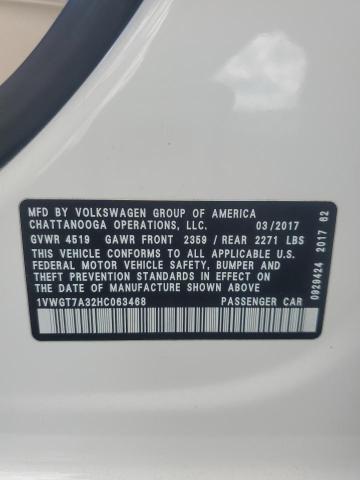 MFD BY VOLKSWAGEN GROUP OF AMERICA
CHATTANOOGA OPERATIONS, LLC. 03/2017
GVWR 4519 GAWR FRONT 2359 / REAR 2271 LBS
THIS VEHICLE CONFORMS TO ALL APPLICABLE U.S.
FEDERAL MOTOR VEHICLE SAFETY, BUMPER AND
THEFT PREVENTION STANDARDS IN EFFECT ON
THE DATE OF MANUFACTURE SHOWN ABOVE
1VWGT7A32HC063468 PASSENGER CAR
0929424 2017 62